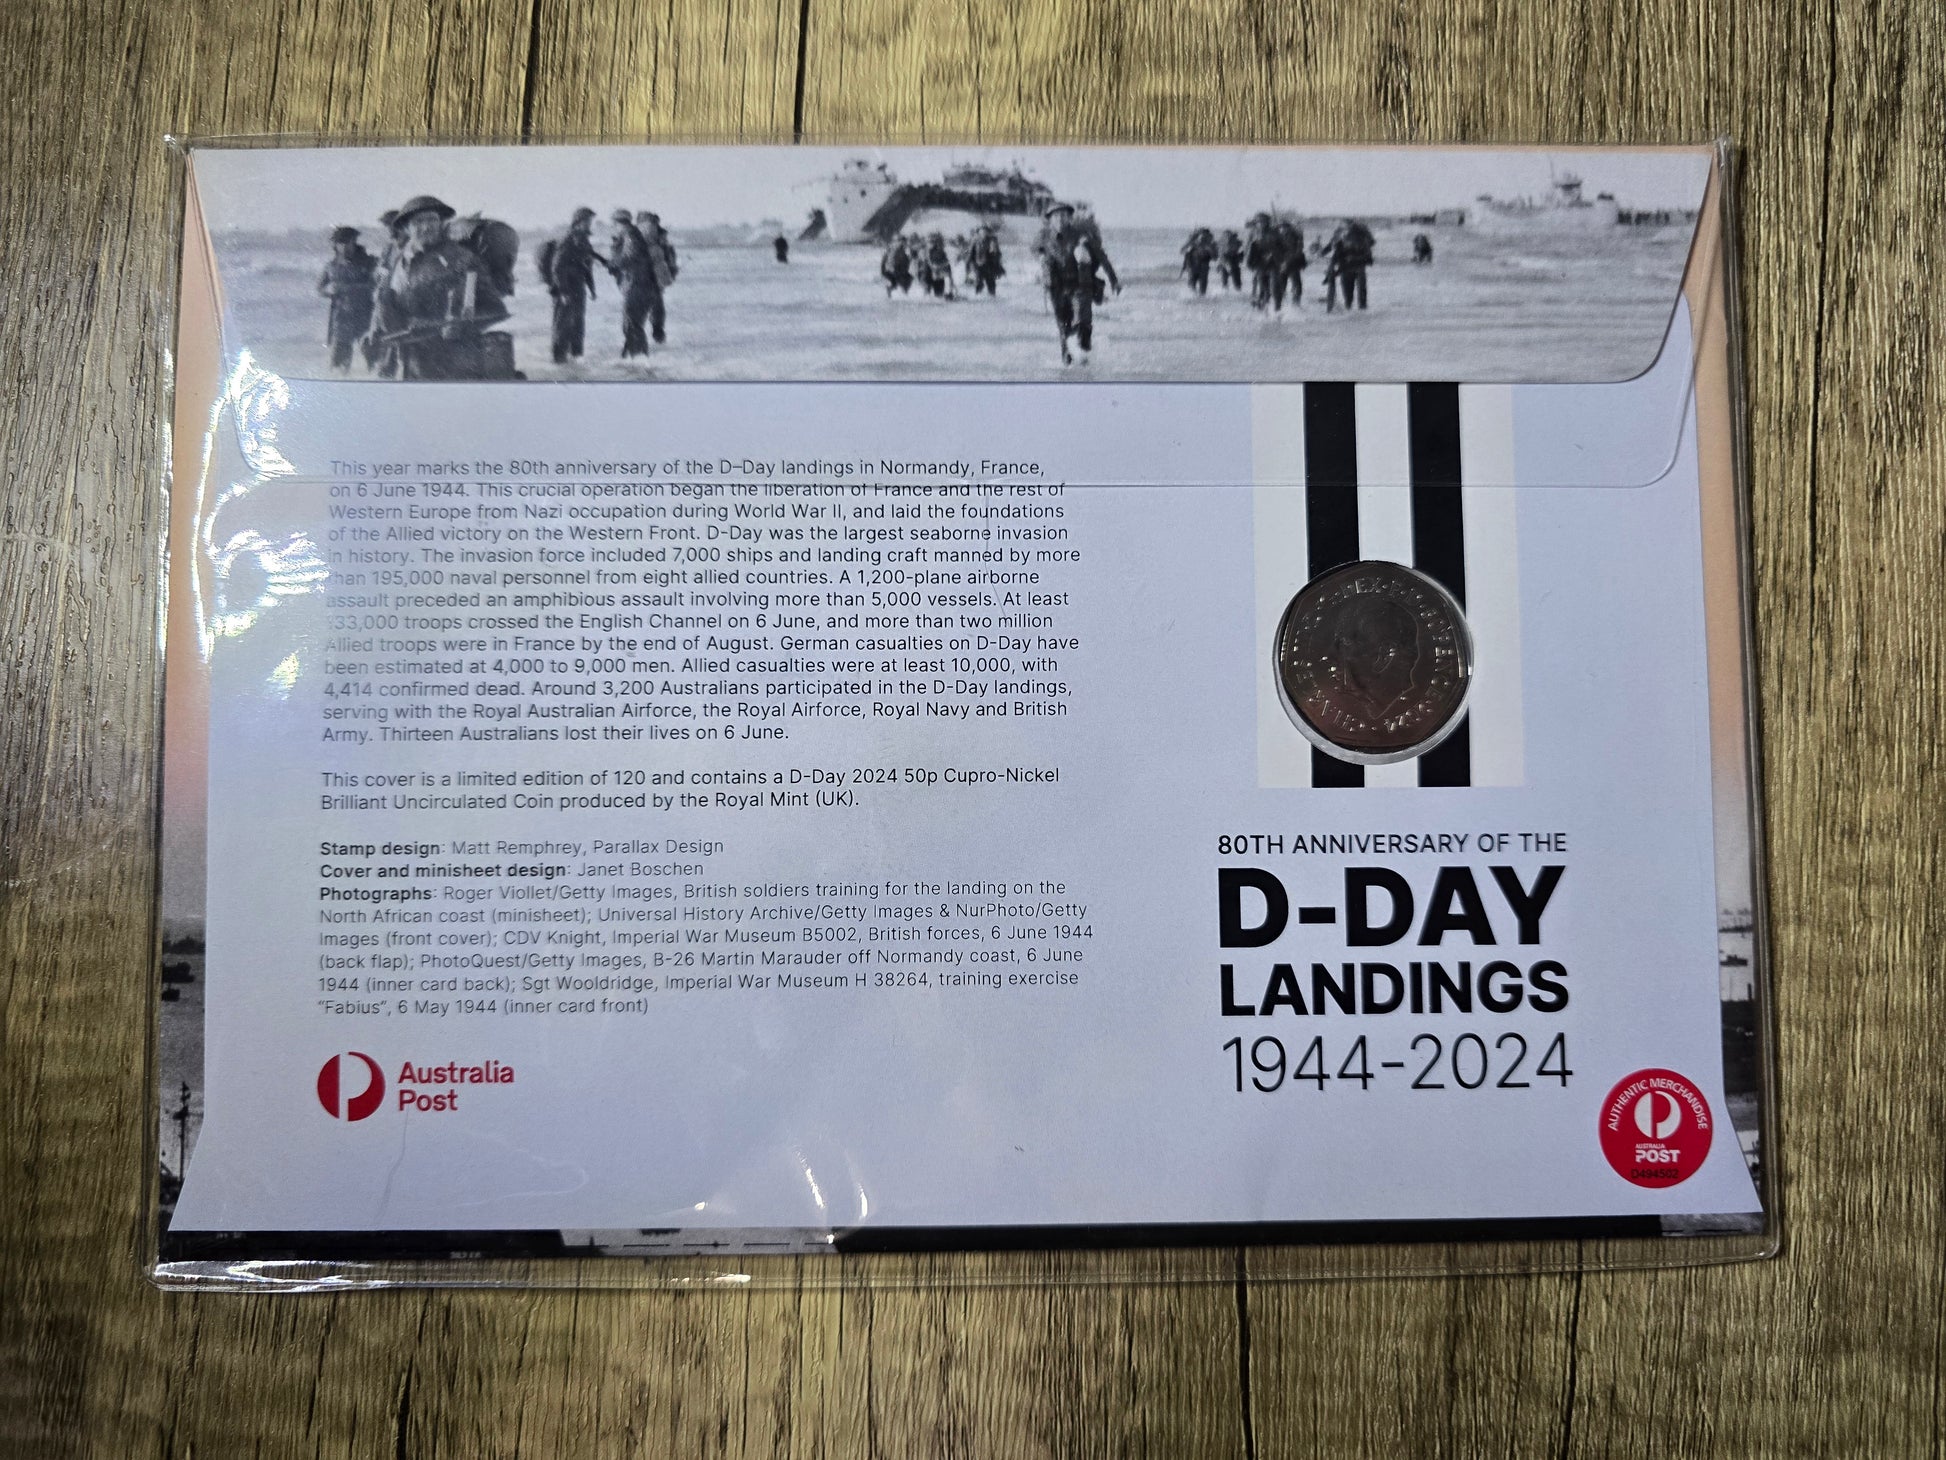 This year marks the 80th anniversary of the D-Day landings in Normandy, France,
on 6 June 1944. This crucial operation began the liberation of France and the rest of
Western Europe from Nazi occupation during World War II, and laid the foundations
of the Allied victory on the Western Front. D-Day was the largest seaborne invasion
in history. The invasion force included 7,000 ships and landing craft manned by more
than 195,000 naval personnel from eight allied countries. A 1,200-plane airborne
assault preceded an amphibious assault involving more than 5,000 vessels. At least
133,000 troops crossed the English Channel on 6 June, and more than two million
Allied troops were in France by the end of August. German casualties on D-Day have
been estimated at 4,000 to 9,000 men. Allied casualties were at least 10,000, with
4,414 confirmed dead. Around 3,200 Australians participated in the D-Day landings,
serving with the Royal Australian Airforce, the Royal Airforce, Royal Navy and British
Army. Thirteen Australians lost their lives on 6 June.
This cover is a limited edition of 120 and contains a D-Day 2024 50p Cupro-Nickel
Brilliant Uncirculated Coin produced by the Royal Mint (UK).
Stamp design: Matt Remphrey, Parallax Design
Cover and minisheet design: Janet Boschen
Photographs: Roger Viollet/Getty Images, British soldiers training for the landing on the
North African coast (minisheet); Universal History Archive/Getty Images & NurPhoto/Getty
Images (front cover); CDV Knight, Imperial War Museum B5002, British forces, 6 June 1944
(back flap); PhotoQuest/Getty Images, B-26 Martin Marauder off Normandy coast, 6 June
1944 (inner card back); Sgt Wooldridge, Imperial War Museum H 38264, training exercise
"Fabius", 6 May 1944 (inner card front)
Australia
Post
80TH ANNIVERSARY OF THE
D-DAY
LANDINGS
1944-2024
AUTHENTIC MERCHANDISE
AUSTRALIA
POST
0494502